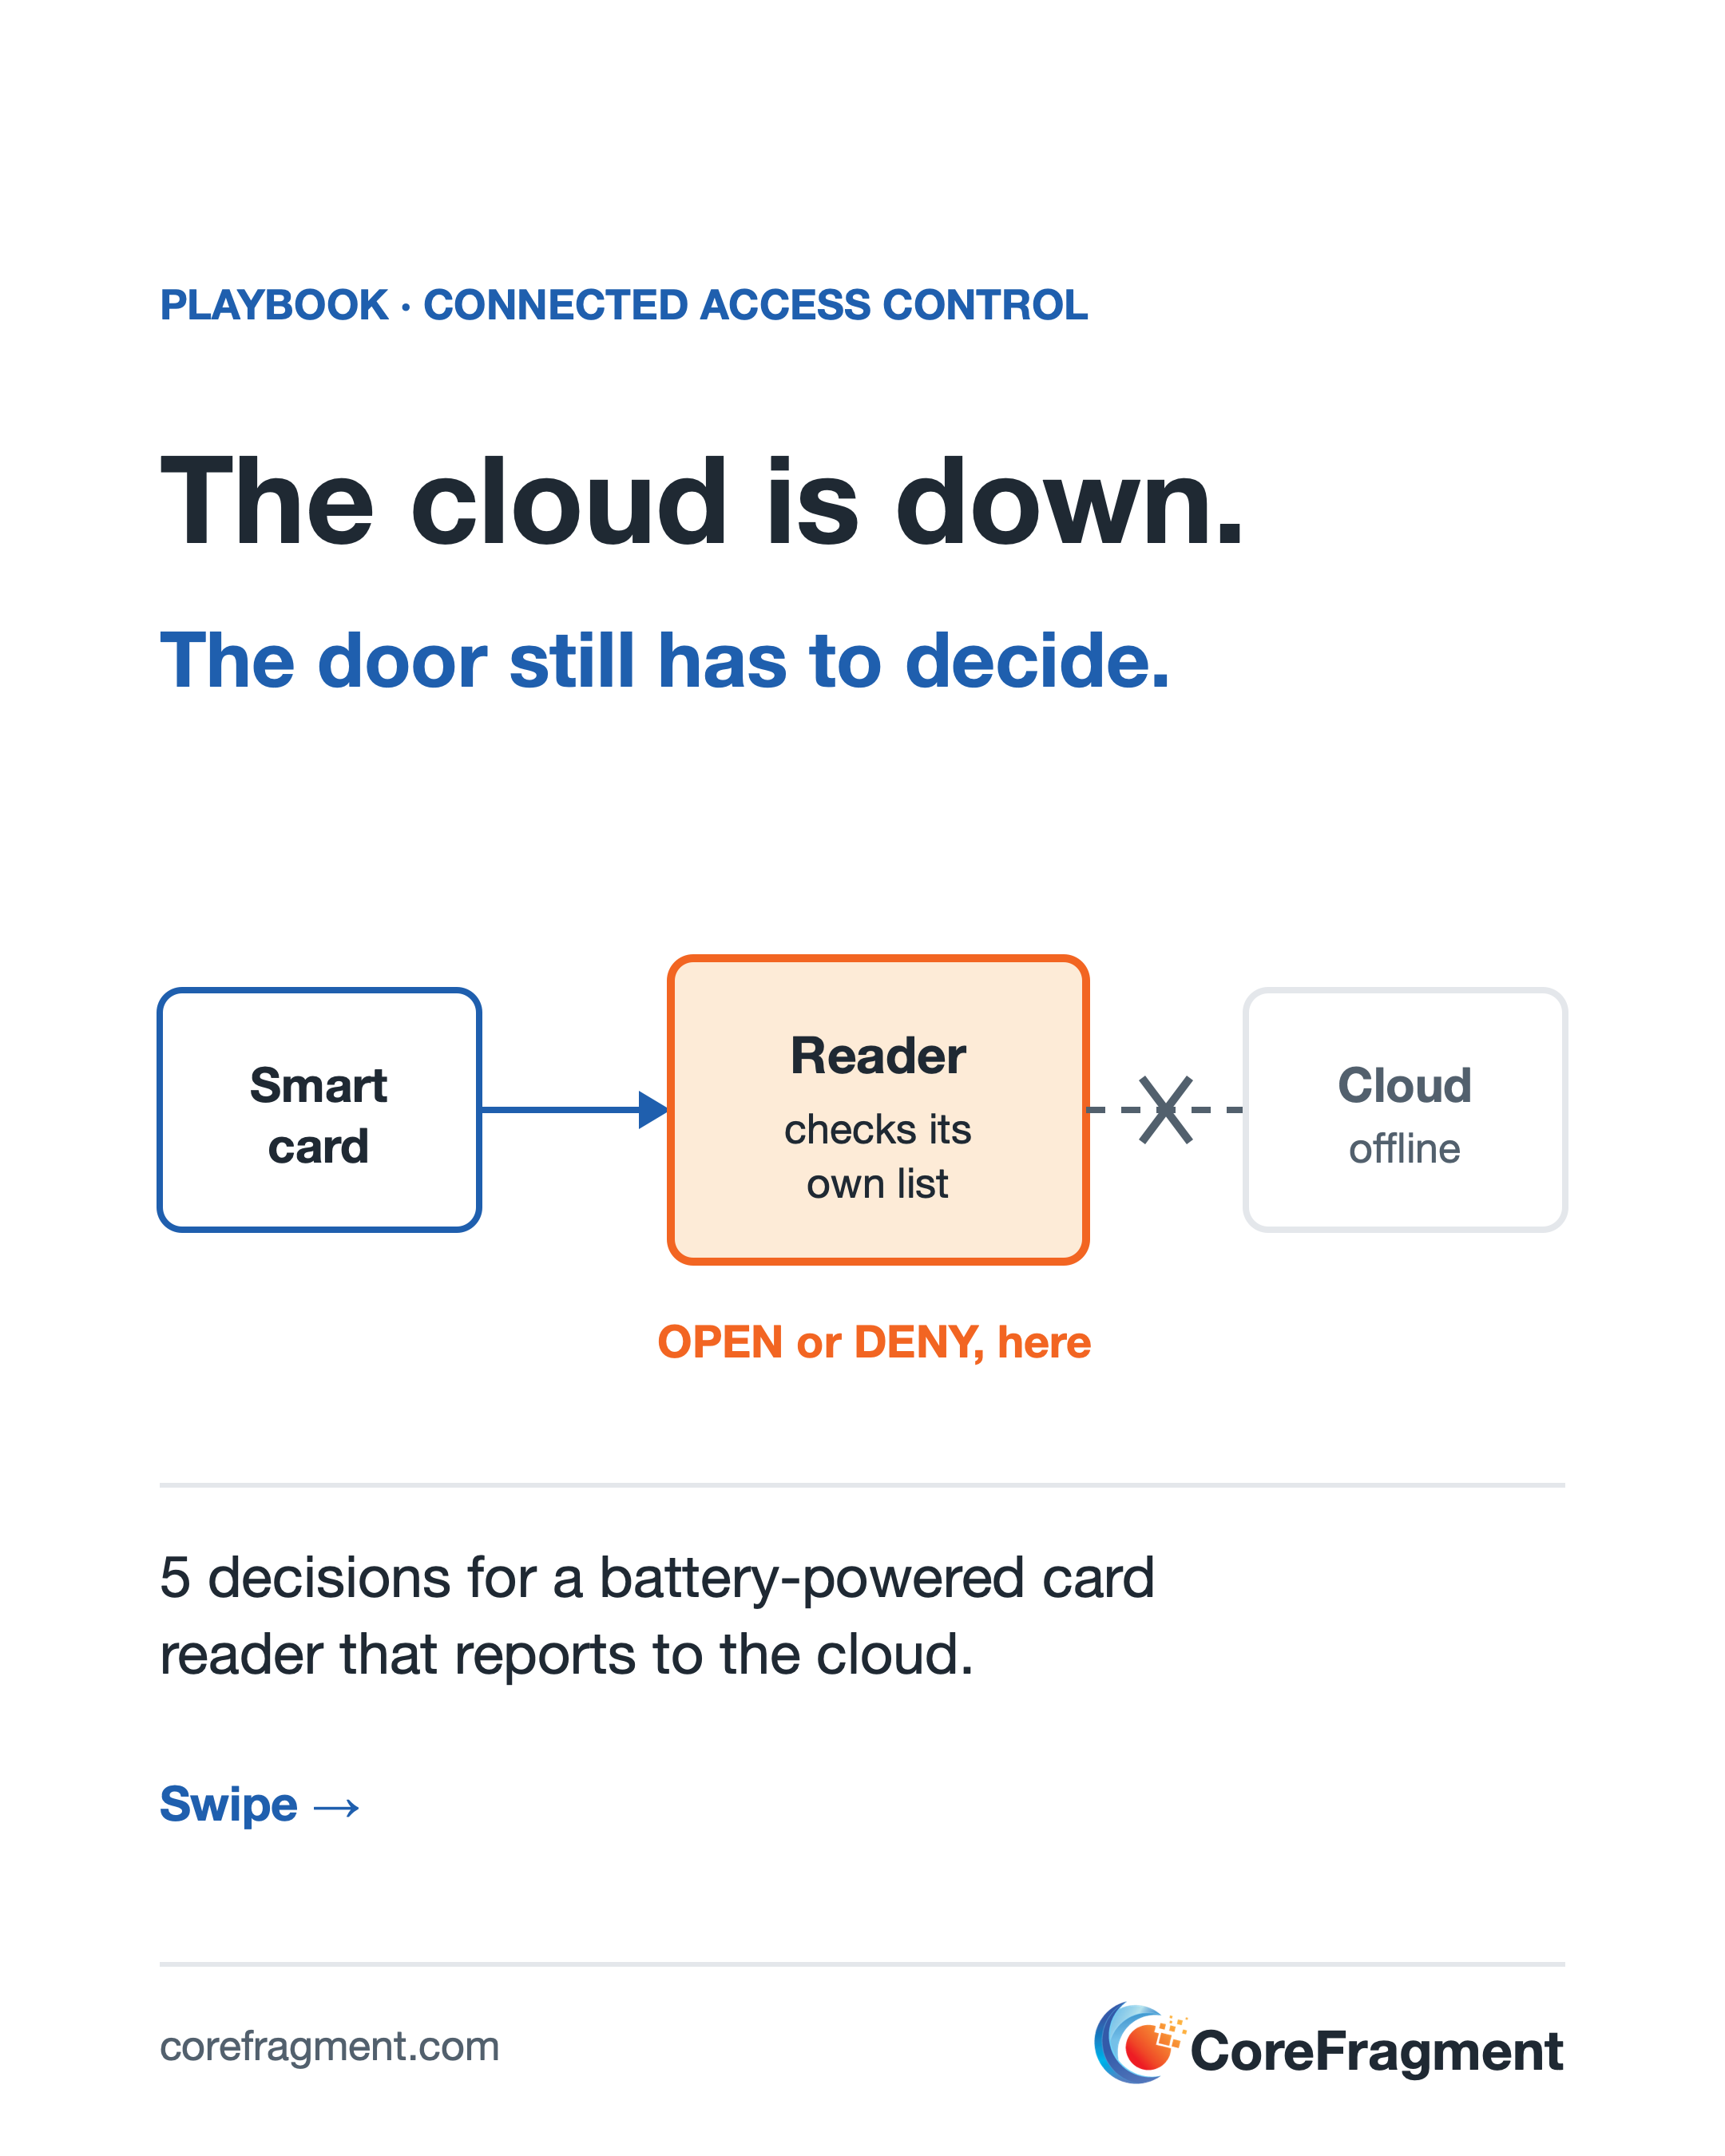 PLAYBOOK · CONNECTED ACCESS CONTROL
The cloud is down.
The door still has to decide.
Smart
card
Reader
checks its
own list
Cloud
offline
OPEN or DENY, here
5 decisions for a battery-powered card
reader that reports to the cloud.
Swipe →
corefragment.com
CoreFragment